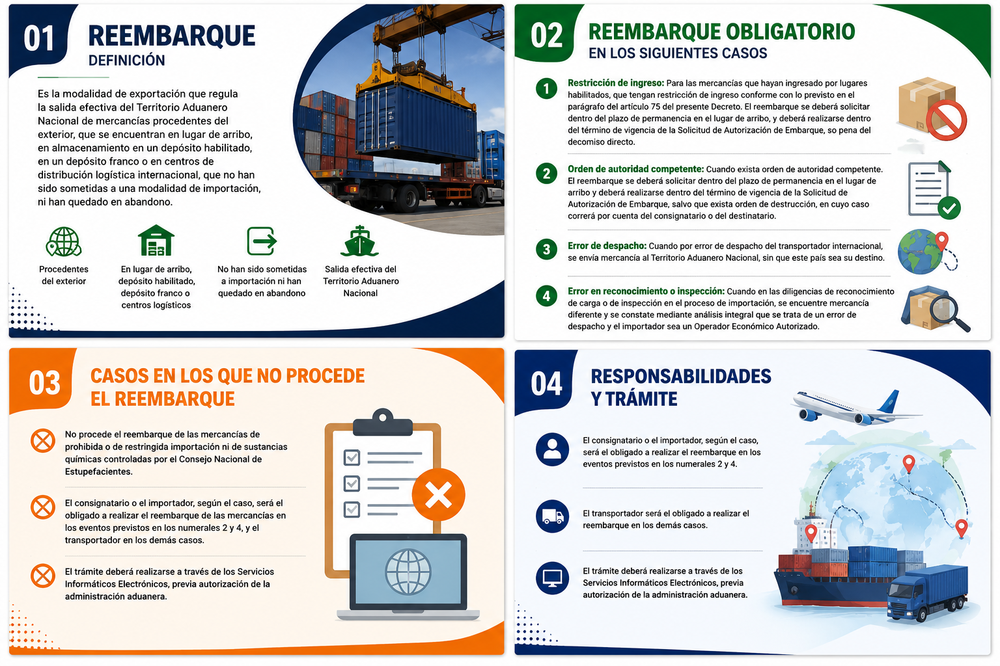 01
REEMBARQUE
DEFINICIÓN
Es la modalidad de exportación que regula
la salida efectiva del Territorio Aduanero
Nacional de mercancías procedentes del
exterior, que se encuentran en lugar de arribo,
en almacenamiento en un depósito habilitado,
en un depósito franco o en centros de
distribución logística internacional, que no han
sido sometidas a una modalidad de importación,
ni han quedado en abandono.
Procedentes
del exterior
En lugar de arribo,
depósito habilitado,
depósito franco o
centros logísticos
No han sido sometidas
a importación ni han
quedado en abandono
Salida efectiva del
Territorio Aduanero
Nacional
02
REEMBARQUE OBLIGATORIO
EN LOS SIGUIENTES CASOS
1
Restricción de ingreso: Para las mercancías que hayan ingresado por lugares
habilitados, que tengan restricción de ingreso conforme con lo previsto en el
parágrafo del artículo 75 del presente Decreto. El reembarque se deberá solicitar
dentro del plazo de permanencia en el lugar de arribo, y deberá realizarse dentro
del término de vigencia de la Solicitud de Autorización de Embarque, so pena del
decomiso directo.
2
Orden de autoridad competente: Cuando exista orden de autoridad competente.
El reembarque se deberá solicitar dentro del plazo de permanencia en el lugar de
arribo y deberá realizarse dentro del término de vigencia de la Solicitud de
Autorización de Embarque, salvo que exista orden de destrucción, en cuyo caso
correrá por cuenta del consignatario o del destinatario.
3
Error de despacho: Cuando por error de despacho del transportador internacional,
se envía mercancía al Territorio Aduanero Nacional, sin que este país sea su destino.
4
Error en reconocimiento o inspección: Cuando en las diligencias de reconocimiento
de carga o de inspección en el proceso de importación, se encuentre mercancía
diferente y se constate mediante análisis integral que se trata de un error de
despacho y el importador sea un Operador Económico Autorizado.
03
CASOS EN LOS QUE NO PROCEDE
EL REEMBARQUE
No procede el reembarque de las mercancías de
prohibida o de restringida importación ni de sustancias
químicas controladas por el Consejo Nacional de
Estupefacientes.
El consignatario o el importador, según el caso, será el
obligado a realizar el reembarque de las mercancías en
los eventos previstos en los numerales 2 y 4, y el
transportador en los demás casos.
El trámite deberá realizarse a través de los Servicios
Informáticos Electrónicos, previa autorización de la
administración aduanera.
04
RESPONSABILIDADES
Y TRÁMITE
El consignatario o el importador, según el caso,
será el obligado a realizar el reembarque en los
eventos previstos en los numerales 2 y 4.
El transportador será el obligado a realizar el
reembarque en los demás casos.
El trámite deberá realizarse a través de los
Servicios Informáticos Electrónicos, previa
autorización de la administración aduanera.